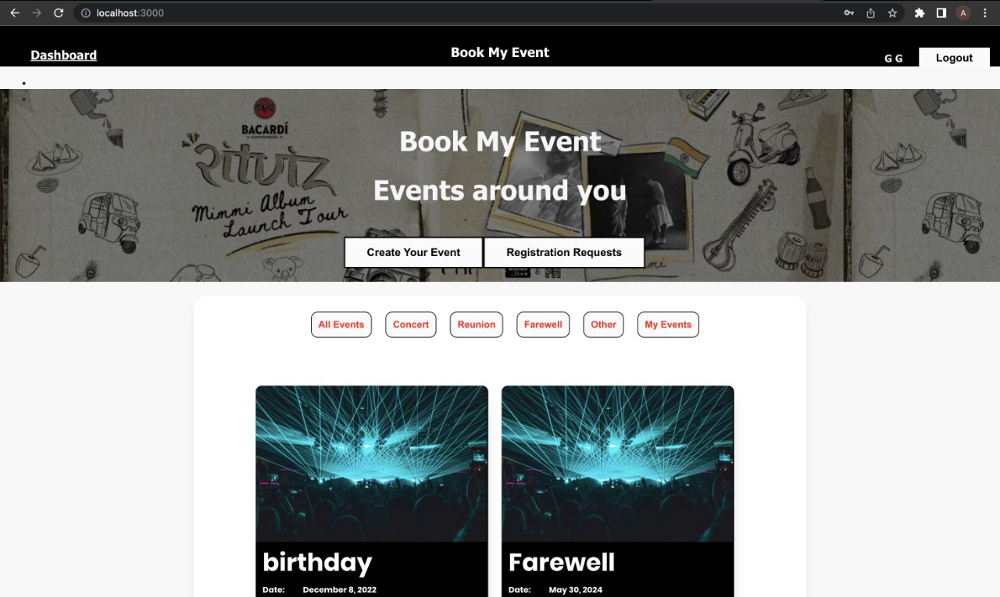 localhost:3000
A
Dashboard
Book My Event
G G
Logout
BACARDÍ
EXPERIENCES
Mimmi Album
Launch Tour
Book My Event
Events around you
Create Your Event
Registration Requests
All Events
Concert
Reunion
Farewell
Other
My Events
birthday
Date: December 8, 2022
Farewell
Date: May 30, 2024